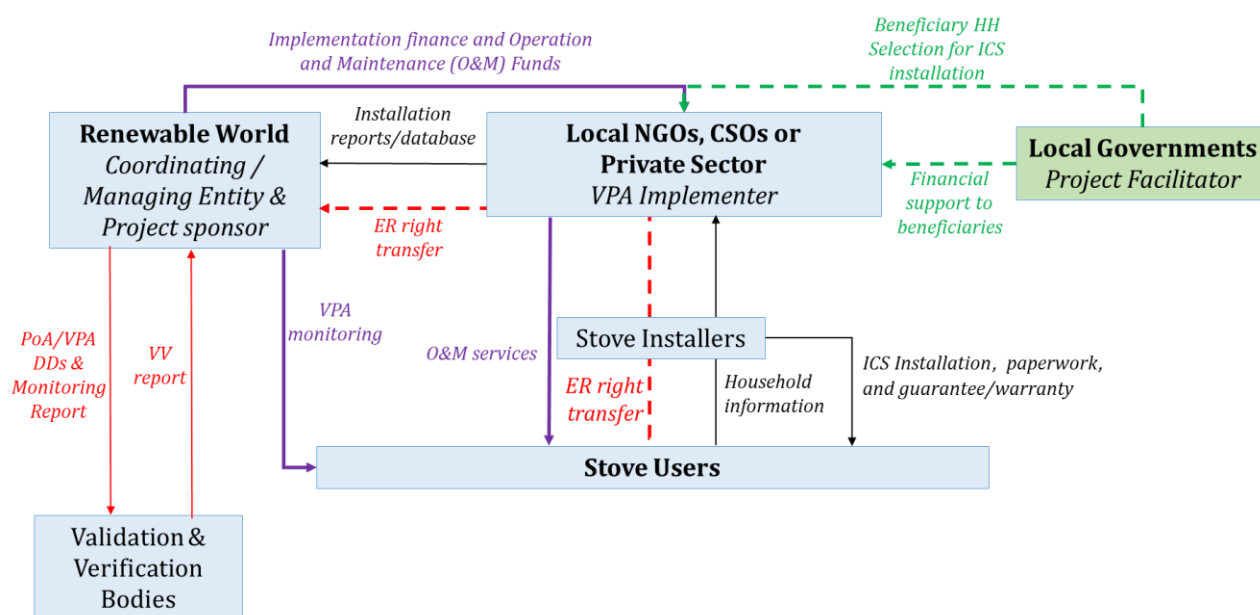 Implementation finance and Operation
and Maintenance (O&M) Funds
Beneficiary HH
Selection for ICS
installation
Renewable World
Coordinating /
Managing Entity &
Project sponsor
Installation
reports/database
Local NGOs, CSOs or
Private Sector
VPA Implementer
Local Governments
Project Facilitator
ER right
transfer
Financial
support to
beneficiaries
PoA/VPA
DDs &
Monitoring
Report
VV
report
VPA
monitoring
O&M services
Stove Installers
ER right
transfer
Household
information
ICS Installation, paperwork,
and guarantee/warranty
Stove Users
Validation &
Verification
Bodies